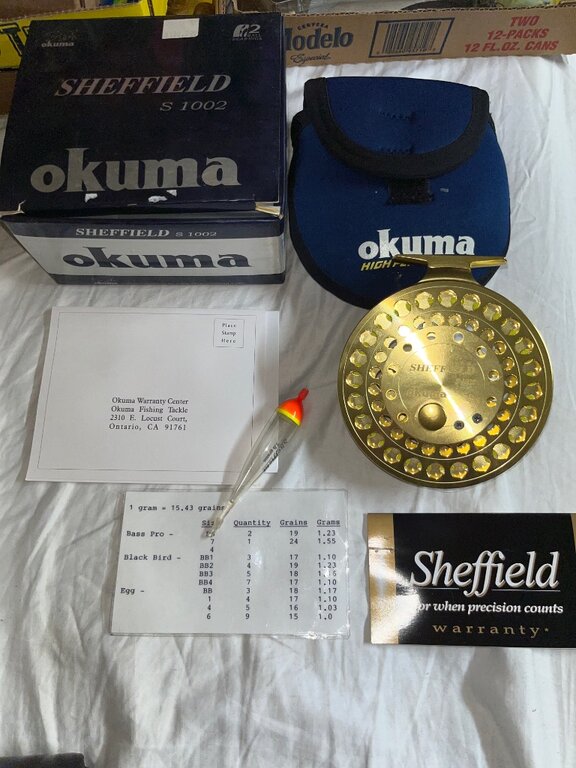 okuma
2
SHEFFIELD
S 1002
okuma
SHEFFIELD S 1002
okuma
Modelo
Especial
TWO
12-PACKS
12 FL.OZ. CANS
okuma
SHEFFIELD
okuma
Place
Stamp
Here
Okuma Warranty Center
Okuma Fishing Tackle
2310 E. Locust Court,
Ontario, CA 91761
1 gram = 15.43 grains
Quantity Grains Grams
Bass Pro - 2 19 1.23
7 1 24 1.55
4
Black Bird - BB1 3 17 1.10
BB2 4 19 1.23
BB3 5 18
BB4 7 17 1.10
Egg - BB 3 18 1.17
1 4 17 1.10
4 5 16 1.03
6 9 15 1.0
Sheffield
for when precision counts
warranty*